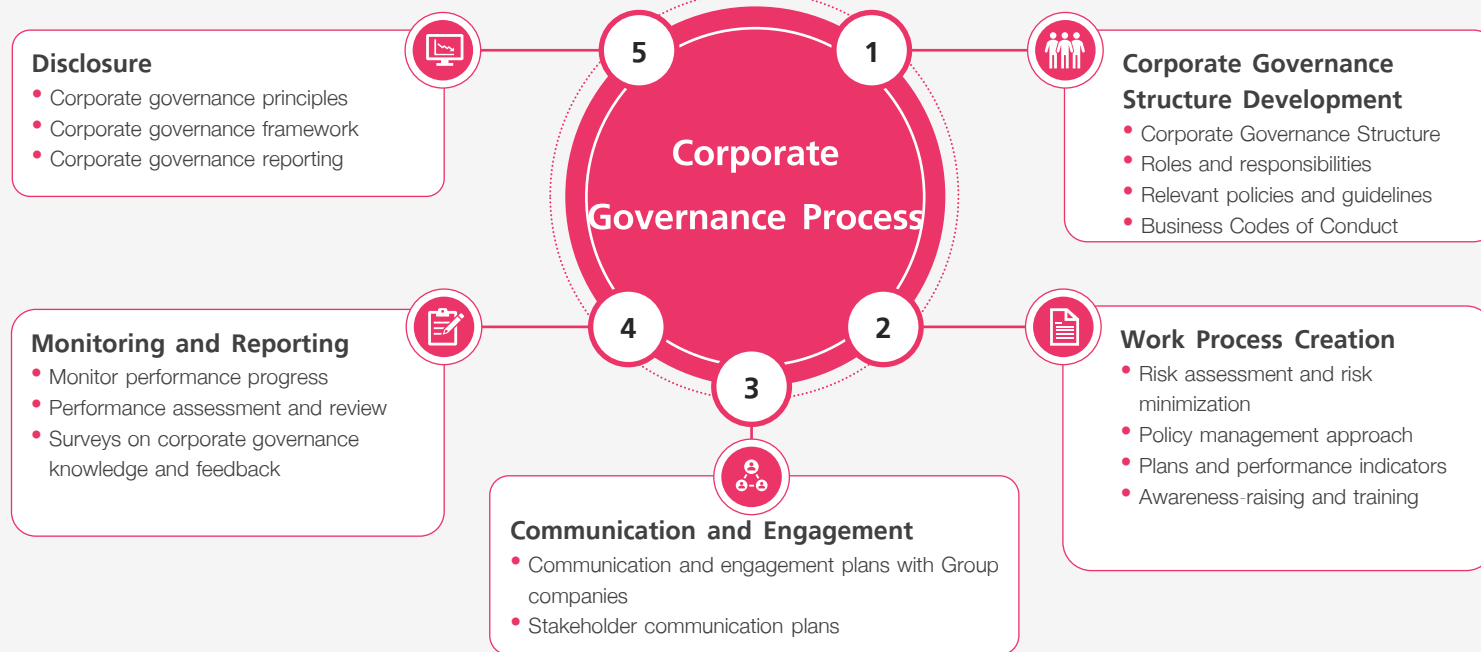 Corporate
Governance Process
1
Corporate Governance
Structure Development
• Corporate Governance Structure
• Roles and responsibilities
• Relevant policies and guidelines
• Business Codes of Conduct
2
Work Process Creation
• Risk assessment and risk
minimization
• Policy management approach
• Plans and performance indicators
• Awareness-raising and training
3
Communication and Engagement
• Communication and engagement plans with Group
companies
• Stakeholder communication plans
4
Monitoring and Reporting
• Monitor performance progress
• Performance assessment and review
• Surveys on corporate governance
knowledge and feedback
5
Disclosure
• Corporate governance principles
• Corporate governance framework
• Corporate governance reporting